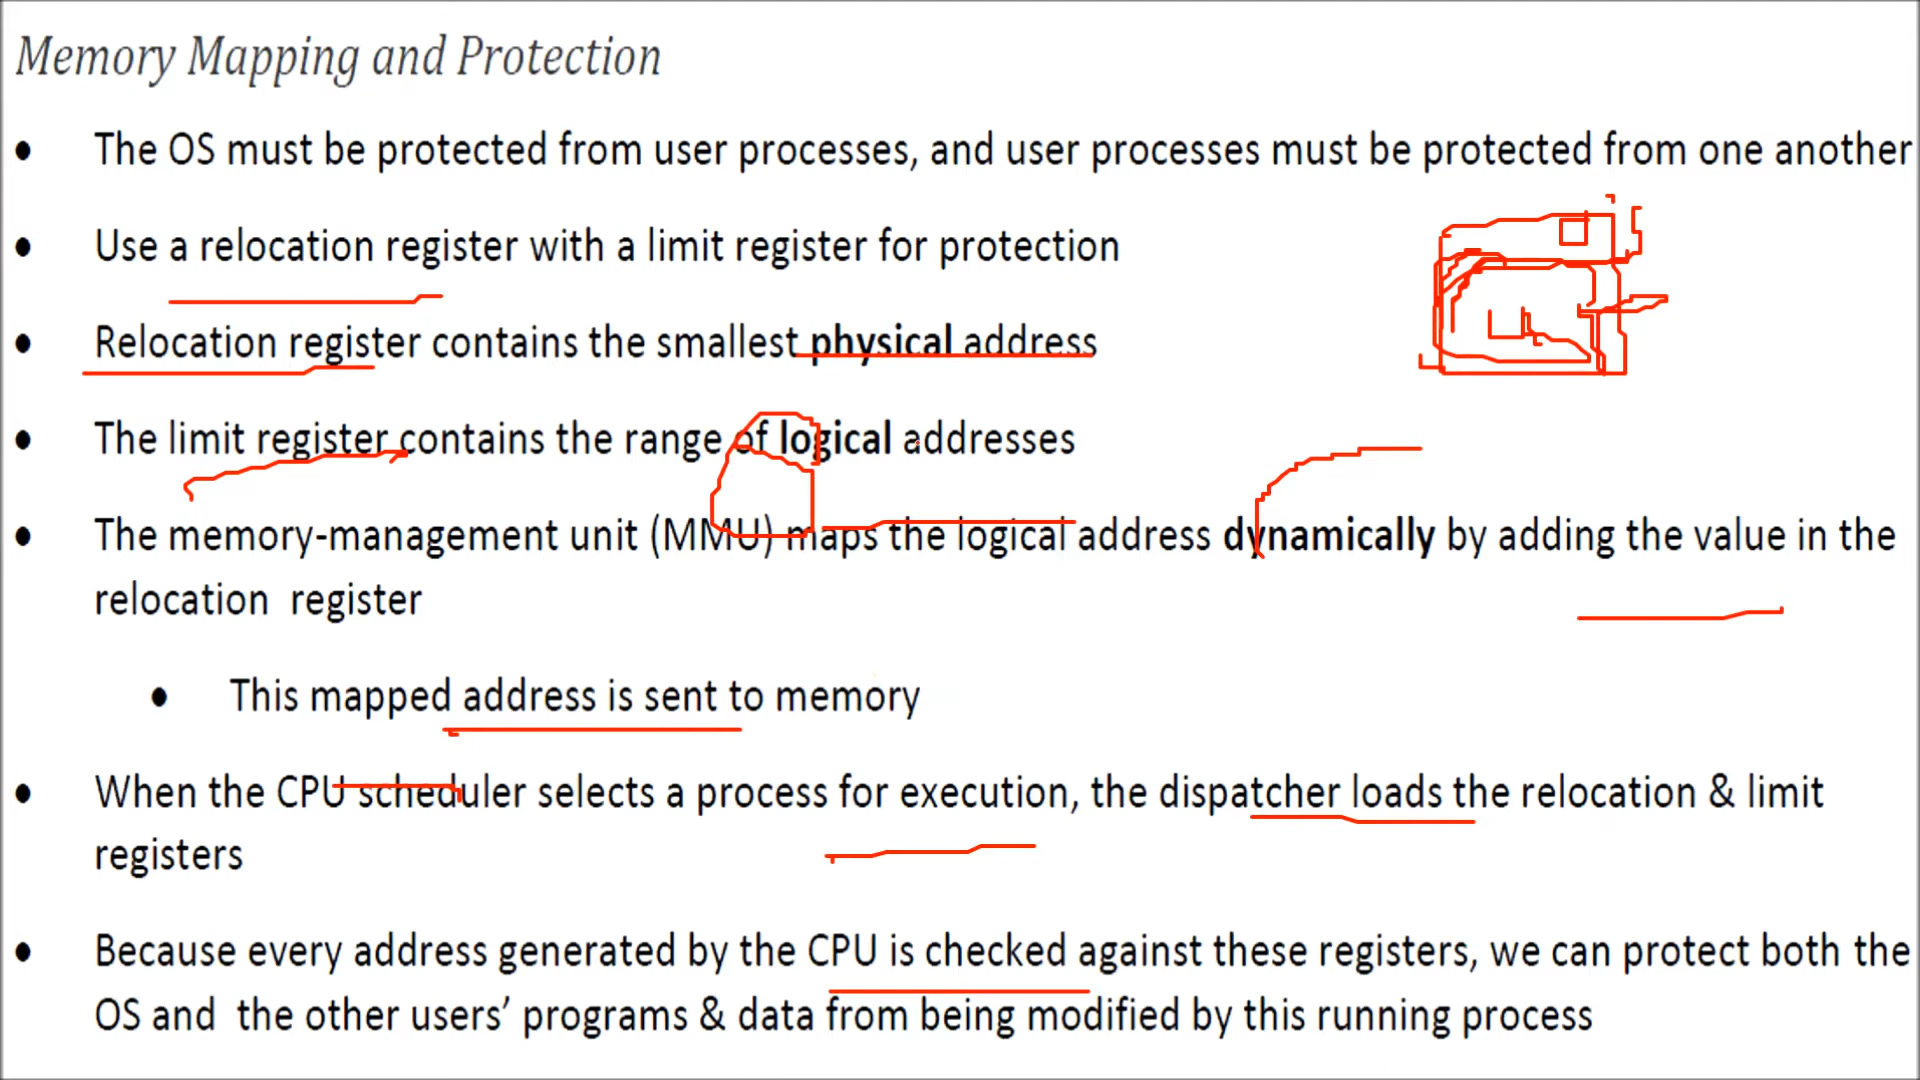 Memory Mapping and Protection
• The OS must be protected from user processes, and user processes must be protected from one another
• Use a relocation register with a limit register for protection
• Relocation register contains the smallest physical address
• The limit register contains the range of logical addresses
• The memory-management unit (MMU) maps the logical address dynamically by adding the value in the
relocation register
• This mapped address is sent to memory
• When the CPU scheduler selects a process for execution, the dispatcher loads the relocation & limit
registers
• Because every address generated by the CPU is checked against these registers, we can protect both the
OS and the other users’ programs & data from being modified by this running process